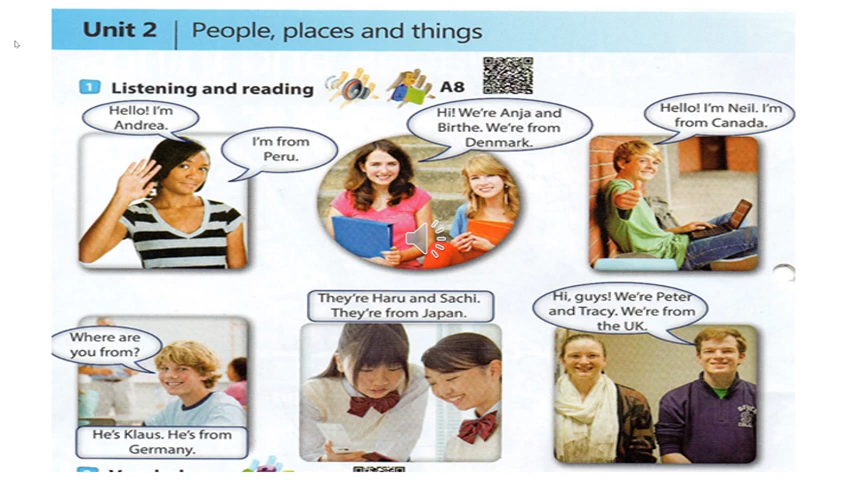 Unit 2 | People, places and things
1 Listening and reading A8
Hello! I'm
Andrea.
I'm from
Peru.
Hi! We're Anja and
Birthe. We're from
Denmark.
Hello! I'm Neil. I'm
from Canada.
Where are
you from?
He's Klaus. He's from
Germany.
They're Haru and Sachi.
They're from Japan.
Hi, guys! We're Peter
and Tracy. We're from
the UK.